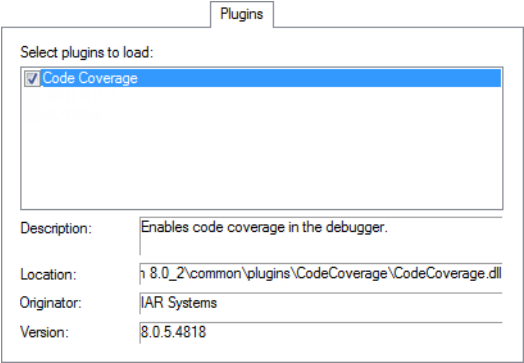 Plugins
Select plugins to load:
Code Coverage
Description: Enables code coverage in the debugger.
Location: n 8.0_2\common\plugins\CodeCoverage\CodeCoverage.dll
Originator: IAR Systems
Version: 8.0.5.4818